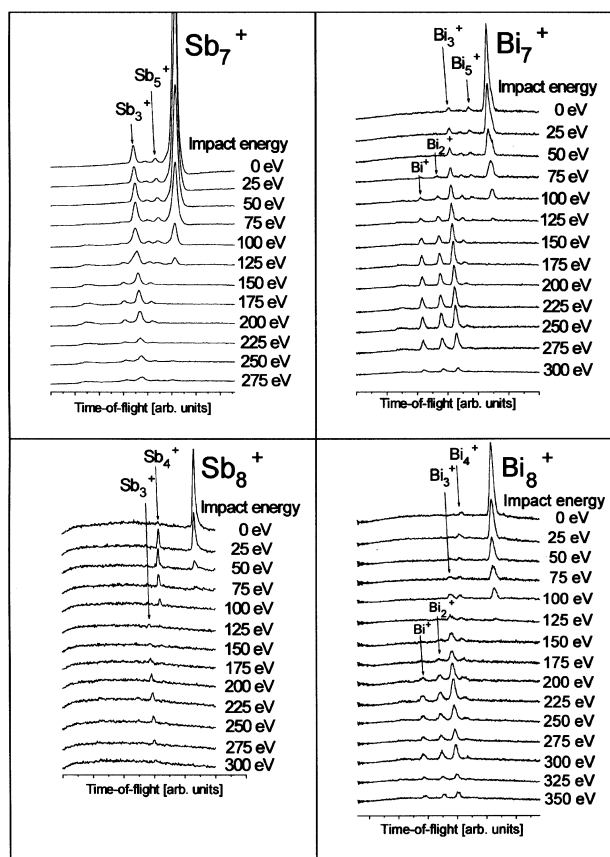 Sb7+
Sb5+
Sb3+
Impact energy
0 eV
25 eV
50 eV
75 eV
100 eV
125 eV
150 eV
175 eV
200 eV
225 eV
250 eV
275 eV
Time-of-flight [arb. units]
Bi7+
Bi3+
Bi5+
Impact energy
0 eV
25 eV
50 eV
Bi2+
Bi+
75 eV
100 eV
125 eV
150 eV
175 eV
200 eV
225 eV
250 eV
275 eV
300 eV
Time-of-flight [arb. units]
Sb8+
Sb4+
Sb3+
Impact energy
0 eV
25 eV
50 eV
75 eV
100 eV
125 eV
150 eV
175 eV
200 eV
225 eV
250 eV
275 eV
300 eV
Time-of-flight [arb. units]
Bi8+
Bi4+
Bi3+
Impact energy
0 eV
25 eV
50 eV
75 eV
100 eV
Bi2+
Bi+
125 eV
150 eV
175 eV
200 eV
225 eV
250 eV
275 eV
300 eV
325 eV
350 eV
Time-of-flight [arb. units]